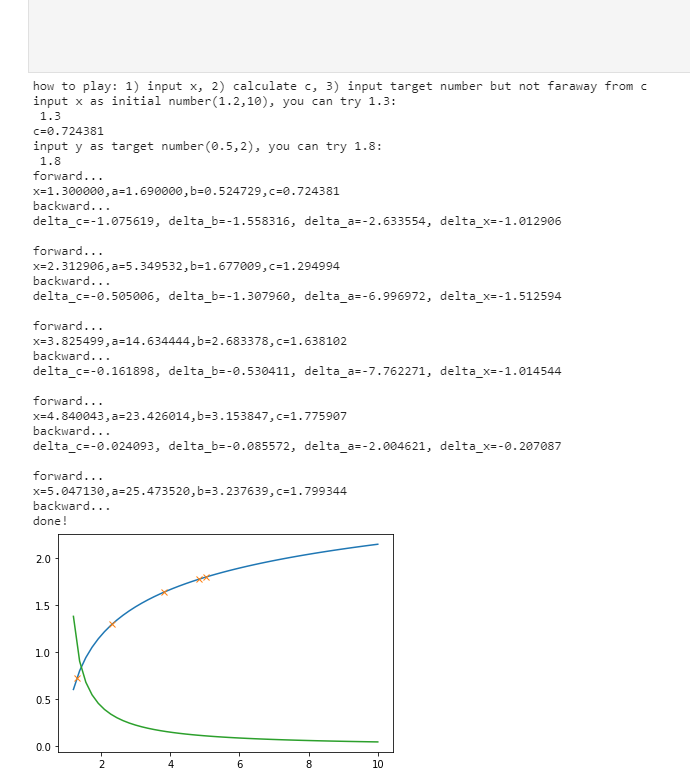 how to play: 1) input x, 2) calculate c, 3) input target number but not faraway from c
input x as initial number(1.2,10), you can try 1.3:
1.3
c=0.724381
input y as target number(0.5,2), you can try 1.8:
1.8
forward...
x=1.300000,a=1.690000,b=0.524729,c=0.724381
backward...
delta_c=-1.075619, delta_b=-1.558316, delta_a=-2.633554, delta_x=-1.012906
forward...
x=2.312906,a=5.349532,b=1.677009,c=1.294994
backward...
delta_c=-0.505006, delta_b=-1.307960, delta_a=-6.996972, delta_x=-1.512594
forward...
x=3.825499,a=14.634444,b=2.683378,c=1.638102
backward...
delta_c=-0.161898, delta_b=-0.530411, delta_a=-7.762271, delta_x=-1.014544
forward...
x=4.840043,a=23.426014,b=3.153847,c=1.775907
backward...
delta_c=-0.024093, delta_b=-0.085572, delta_a=-2.004621, delta_x=-0.207087
forward...
x=5.047130,a=25.473520,b=3.237639,c=1.799344
backward...
done!
2.0
1.5
1.0
0.5
0.0
2 4 6 8 10